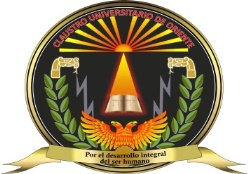 CLAUSTRO UNIVERSITARIO DE ORIENTE
Por el desarrollo integral
del ser humano